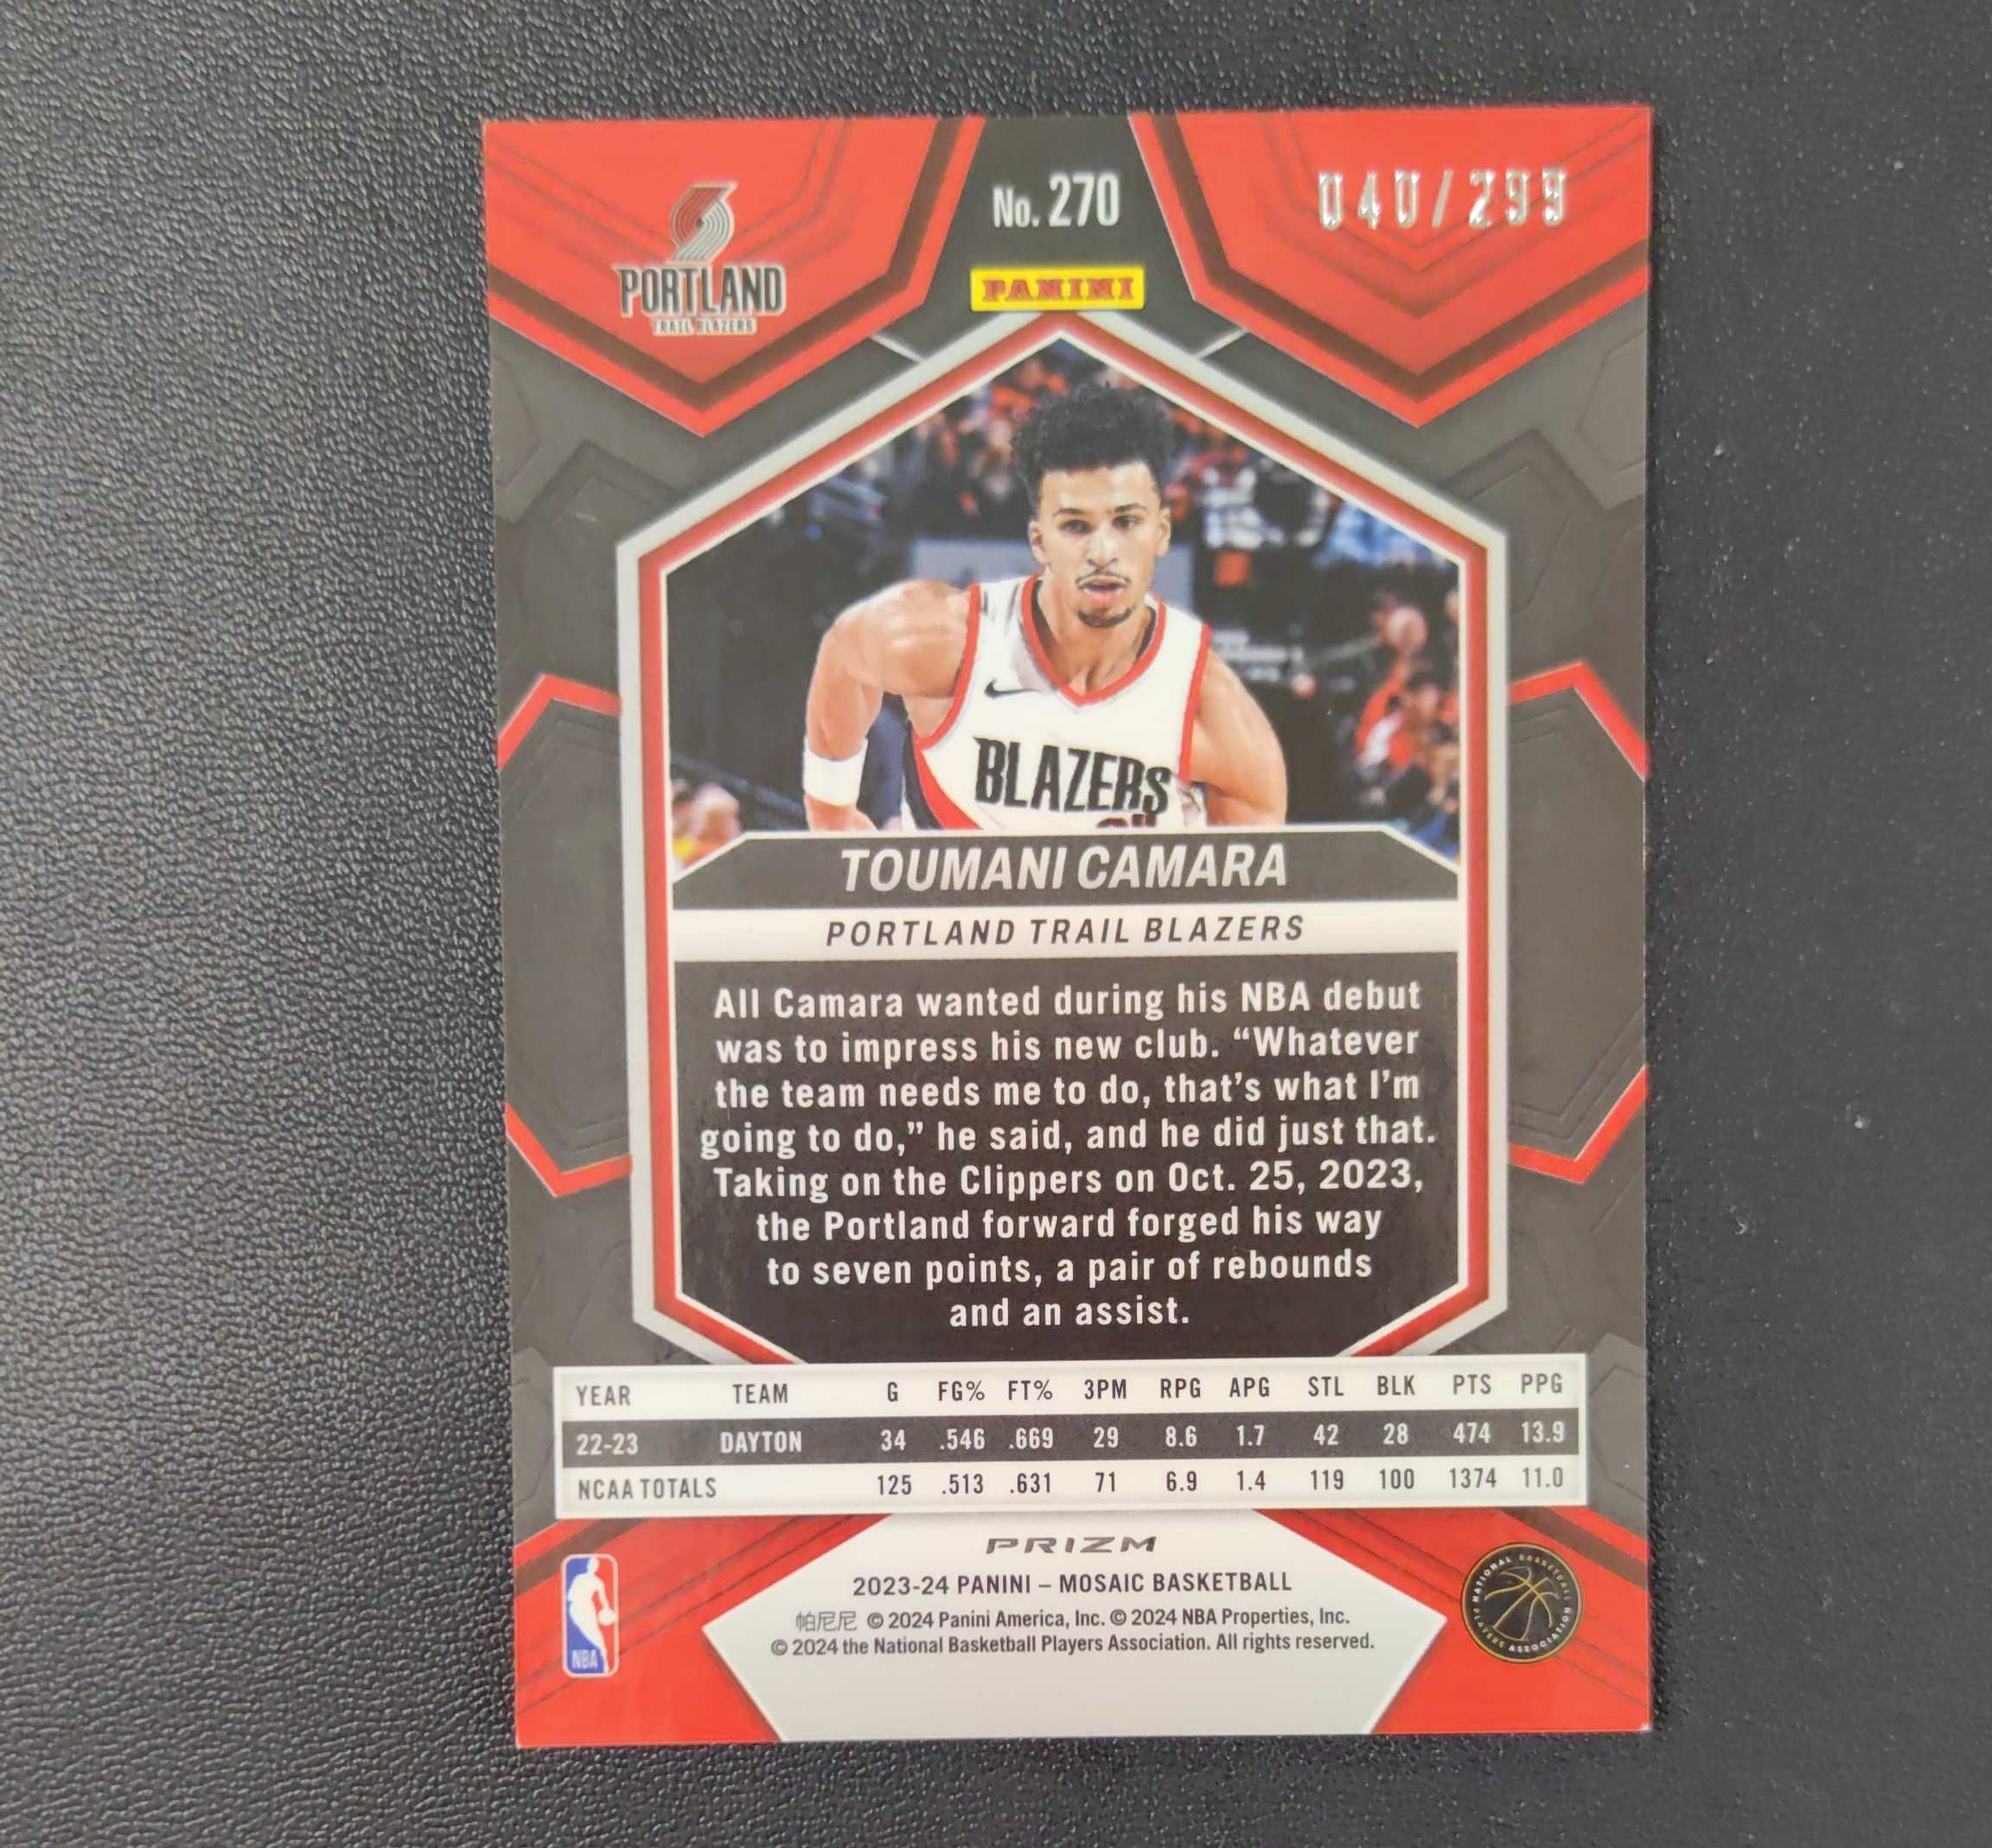 No. 270
040/299
PORTLAND
TRAIL BLAZERS
PANINI
BLAZERS
TOUMANI CAMARA
PORTLAND TRAIL BLAZERS
All Camara wanted during his NBA debut
was to impress his new club. “Whatever
the team needs me to do, that’s what I’m
going to do,” he said, and he did just that.
Taking on the Clippers on Oct. 25, 2023,
the Portland forward forged his way
to seven points, a pair of rebounds
and an assist.
YEAR TEAM G FG% FT% 3PM RPG APG STL BLK PTS PPG
22-23 DAYTON 34 .546 .669 29 8.6 1.7 42 28 474 13.9
NCAA TOTALS 125 .513 .631 71 6.9 1.4 119 100 1374 11.0
PRIZM
2023-24 PANINI – MOSAIC BASKETBALL
帕尼尼 © 2024 Panini America, Inc. © 2024 NBA Properties, Inc.
© 2024 the National Basketball Players Association. All rights reserved.
NBA
NATIONAL BASKETBALL PLAYERS ASSOCIATION